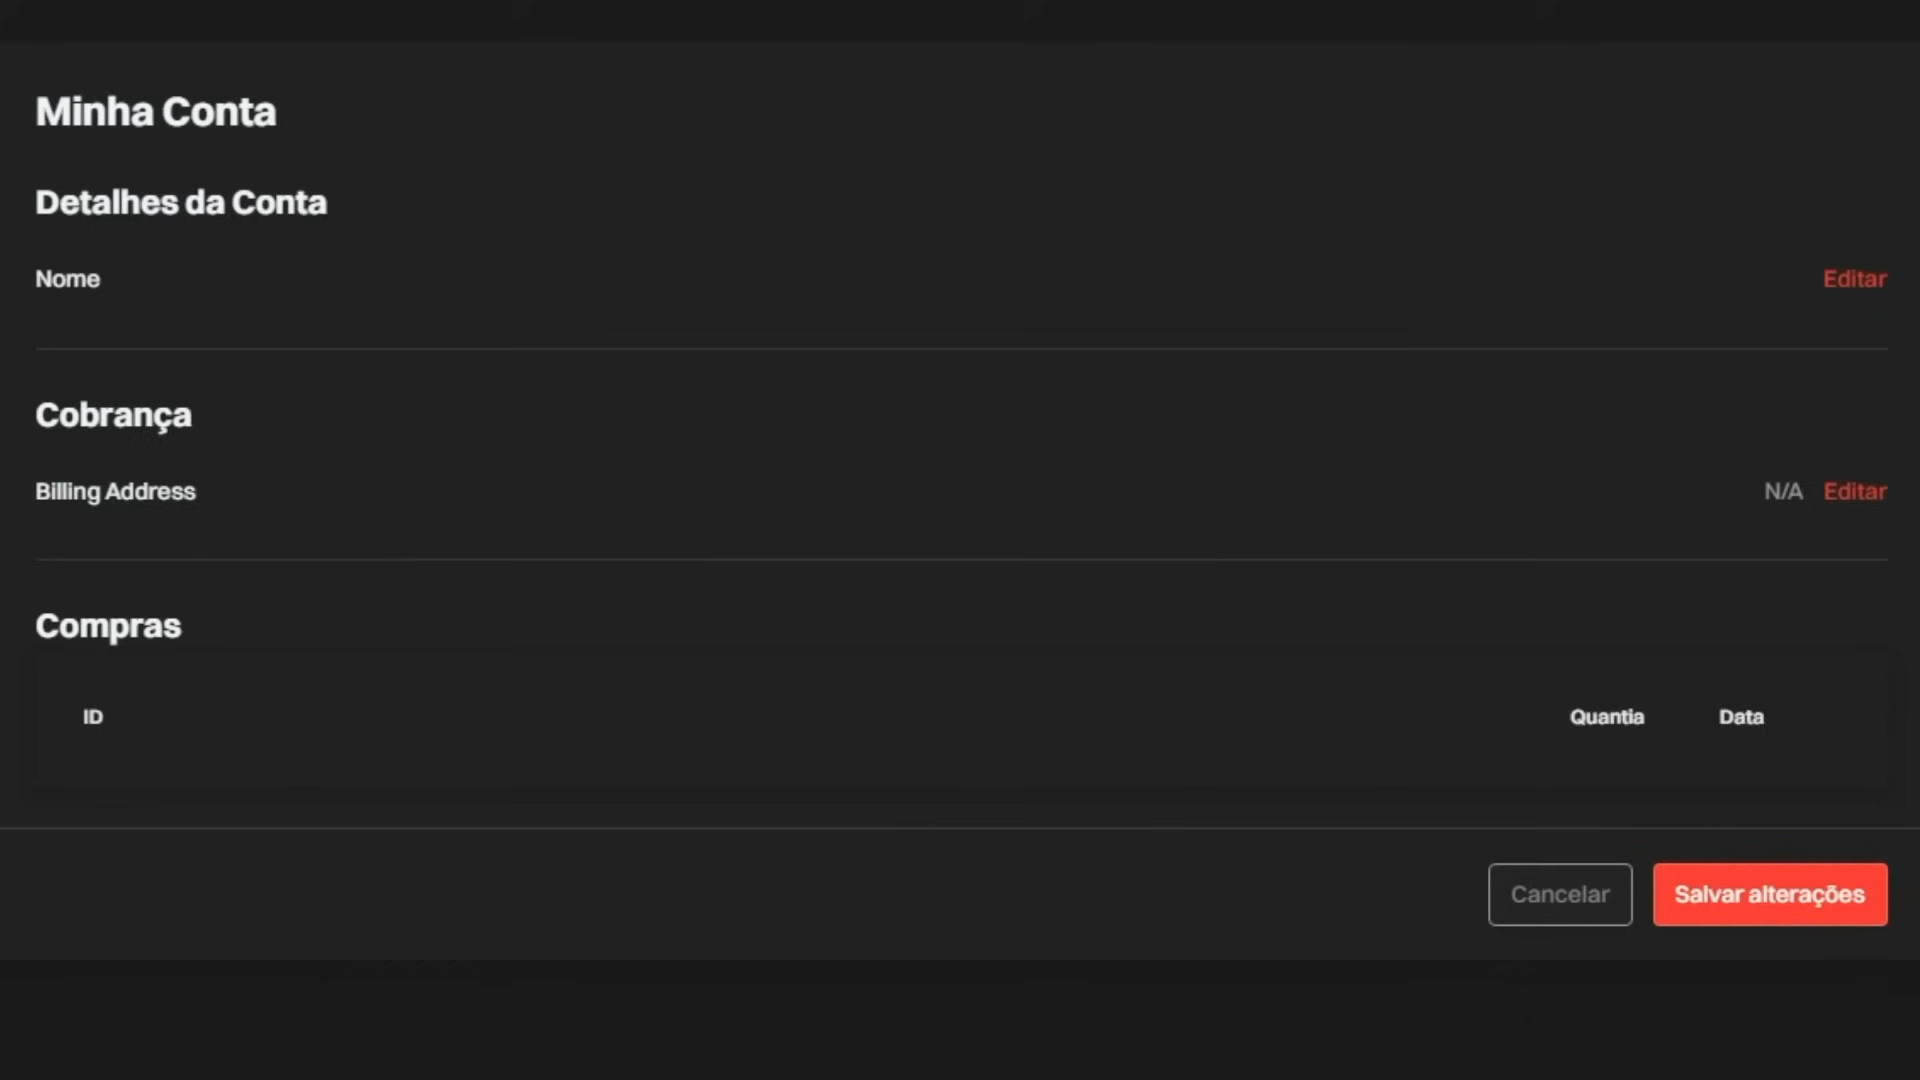 Minha Conta
Detalhes da Conta
Nome Editar
Cobrança
Billing Address N/A Editar
Compras
ID Quantia Data
Cancelar Salvar alterações